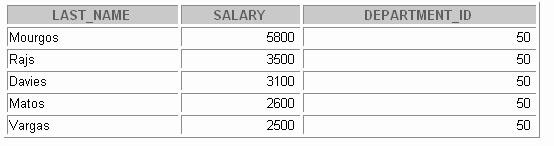 LAST_NAME SALARY DEPARTMENT_ID
Mourgos 5800 50
Rajs 3500 50
Davies 3100 50
Matos 2600 50
Vargas 2500 50